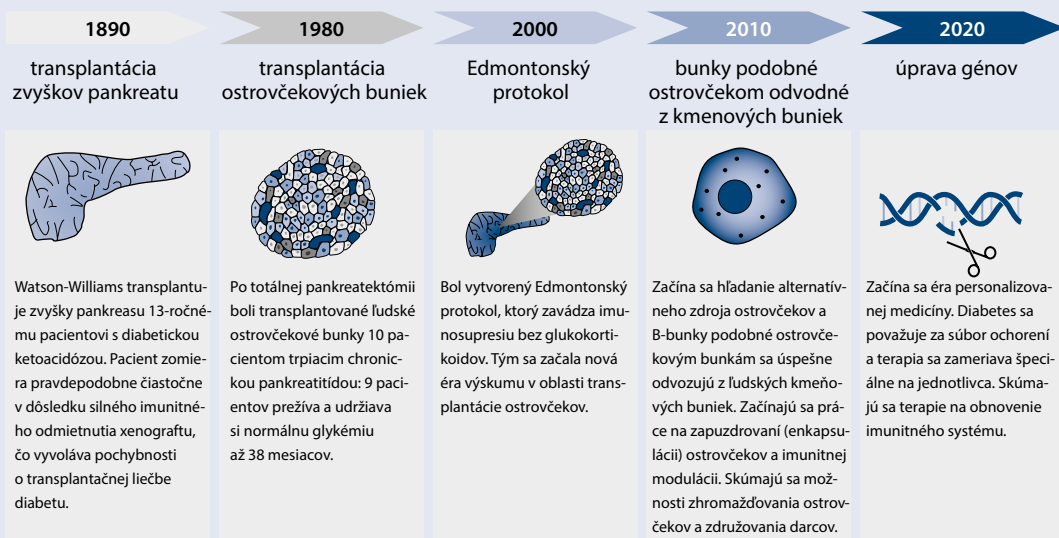 1890
transplantácia
zvyškov pankreatu
Watson-Williams transplantu-
je zvyšky pankreasu 13-ročné-
mu pacientovi s diabetickou
ketoacidózou. Pacient zomie-
ra pravdepodobne čiastočne
v dôsledku silného imunitné-
ho odmietnutia xenograftu,
čo vyvoláva pochybnosti
o transplantačnej liečbe
diabetu.
1980
transplantácia
ostrovčekových buniek
Po totálnej pankreatektómii
boli transplantované ľudské
ostrovčekové bunky 10 pa-
cientom trpiacim chronic-
kou pankreatitídou: 9 paci-
entov prežíva a udržiava
si normálnu glykémiu
až 38 mesiacov.
2000
Edmontonský
protokol
Bol vytvorený Edmontonský
protokol, ktorý zavádza imu-
nosupresiu bez glukokorti-
koidov. Tým sa začala nová
éra výskumu v oblasti trans-
plantácie ostrovčekov.
2010
bunky podobné
ostrovčekom odvodné
z kmenových buniek
Začína sa hľadanie alternatív-
neho zdroja ostrovčekov a
B-bunky podobné ostrovče-
kovým bunkám sa úspešne
odvozujú z ľudských kmeňo-
vých buniek. Začínajú sa prá-
ce na zapuzdrovaní (enkapsu-
lácii) ostrovčekov a imunitnej
modulácii. Skúmajú sa mož-
nosti zhromažďovania ostrov-
čekov a združovania darcov.
2020
úprava génov
Začína sa éra personalizova-
nej medicíny. Diabetes sa
považuje za súbor ochorení
a terapia sa zameriava špeci-
álne na jednotlivca. Skúma-
jú sa terapie na obnovenie
imunitného systému.